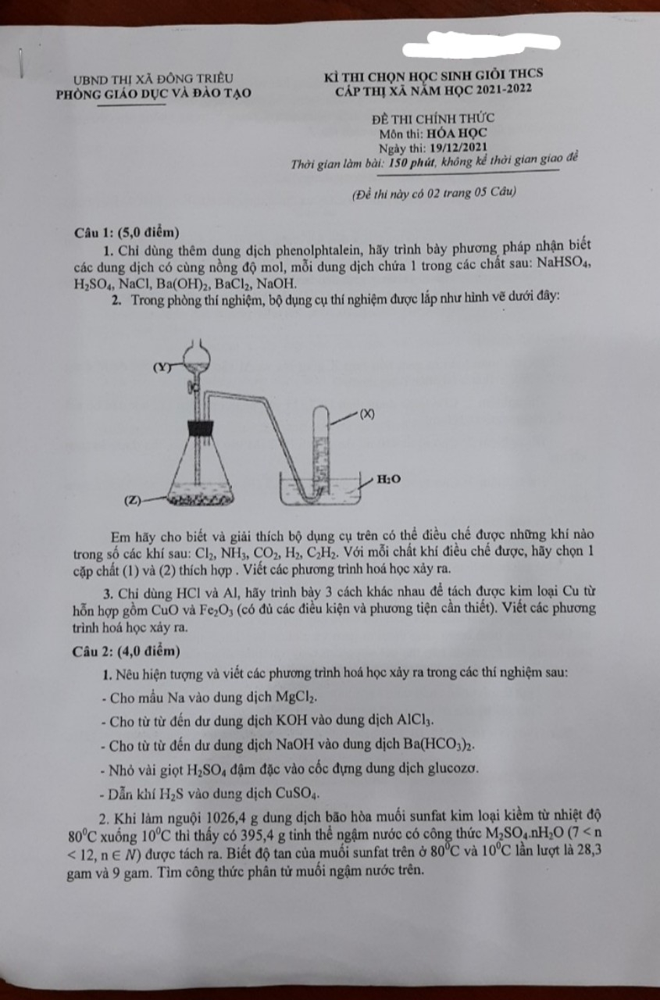 UBND THỊ XÃ ĐÔNG TRIỀU
PHÒNG GIÁO DỤC VÀ ĐÀO TẠO
KÌ THI CHỌN HỌC SINH GIỎI THCS
CẤP THỊ XÃ NĂM HỌC 2021-2022
ĐỀ THI CHÍNH THỨC
Môn thi: HÓA HỌC
Ngày thi: 19/12/2021
Thời gian làm bài: 150 phút, không kể thời gian giao đề
(Đề thi này có 02 trang 05 Câu)
Câu 1: (5,0 điểm)
1. Chỉ dùng thêm dung dịch phenolphtalein, hãy trình bày phương pháp nhận biết
các dung dịch có cùng nồng độ mol, mỗi dung dịch chứa 1 trong các chất sau: NaHSO₄,
H₂SO₄, NaCl, Ba(OH)₂, BaCl₂, NaOH.
2. Trong phòng thí nghiệm, bộ dụng cụ thí nghiệm được lắp như hình vẽ dưới đây:
(Y)
(X)
H₂O
(Z)
Em hãy cho biết và giải thích bộ dụng cụ trên có thể điều chế được những khí nào
trong số các khí sau: Cl₂, NH₃, CO₂, H₂, C₂H₂. Với mỗi chất khí điều chế được, hãy chọn 1
cặp chất (1) và (2) thích hợp . Viết các phương trình hoá học xảy ra.
3. Chỉ dùng HCl và Al, hãy trình bày 3 cách khác nhau để tách được kim loại Cu từ
hỗn hợp gồm CuO và Fe₂O₃ (có đủ các điều kiện và phương tiện cần thiết). Viết các phương
trình hoá học xảy ra.
Câu 2: (4,0 điểm)
1. Nêu hiện tượng và viết các phương trình hoá học xảy ra trong các thí nghiệm sau:
- Cho mẩu Na vào dung dịch MgCl₂.
- Cho từ từ đến dư dung dịch KOH vào dung dịch AlCl₃.
- Cho từ từ đến dư dung dịch NaOH vào dung dịch Ba(HCO₃)₂.
- Nhỏ vài giọt H₂SO₄ đậm đặc vào cốc đựng dung dịch glucozơ.
- Dẫn khí H₂S vào dung dịch CuSO₄.
2. Khi làm nguội 1026,4 g dung dịch bão hòa muối sunfat kim loại kiềm từ nhiệt độ
80⁰C xuống 10⁰C thì thấy có 395,4 g tinh thể ngậm nước có công thức M₂SO₄.nH₂O (7 < n
< 12, n ∈ N) được tách ra. Biết độ tan của muối sunfat trên ở 80⁰C và 10⁰C lần lượt là 28,3
gam và 9 gam. Tìm công thức phân tử muối ngậm nước trên.